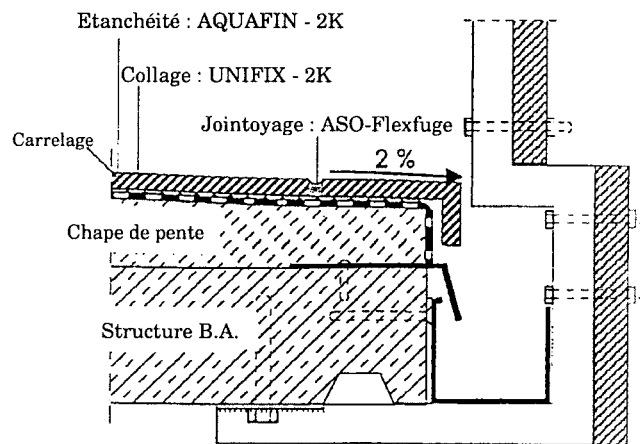 Etanchéité : AQUAFIN - 2K
Collage : UNIFIX - 2K
Jointoyage : ASO-Flexfuge
Carrelage
2 %
Chape de pente
Structure B.A.